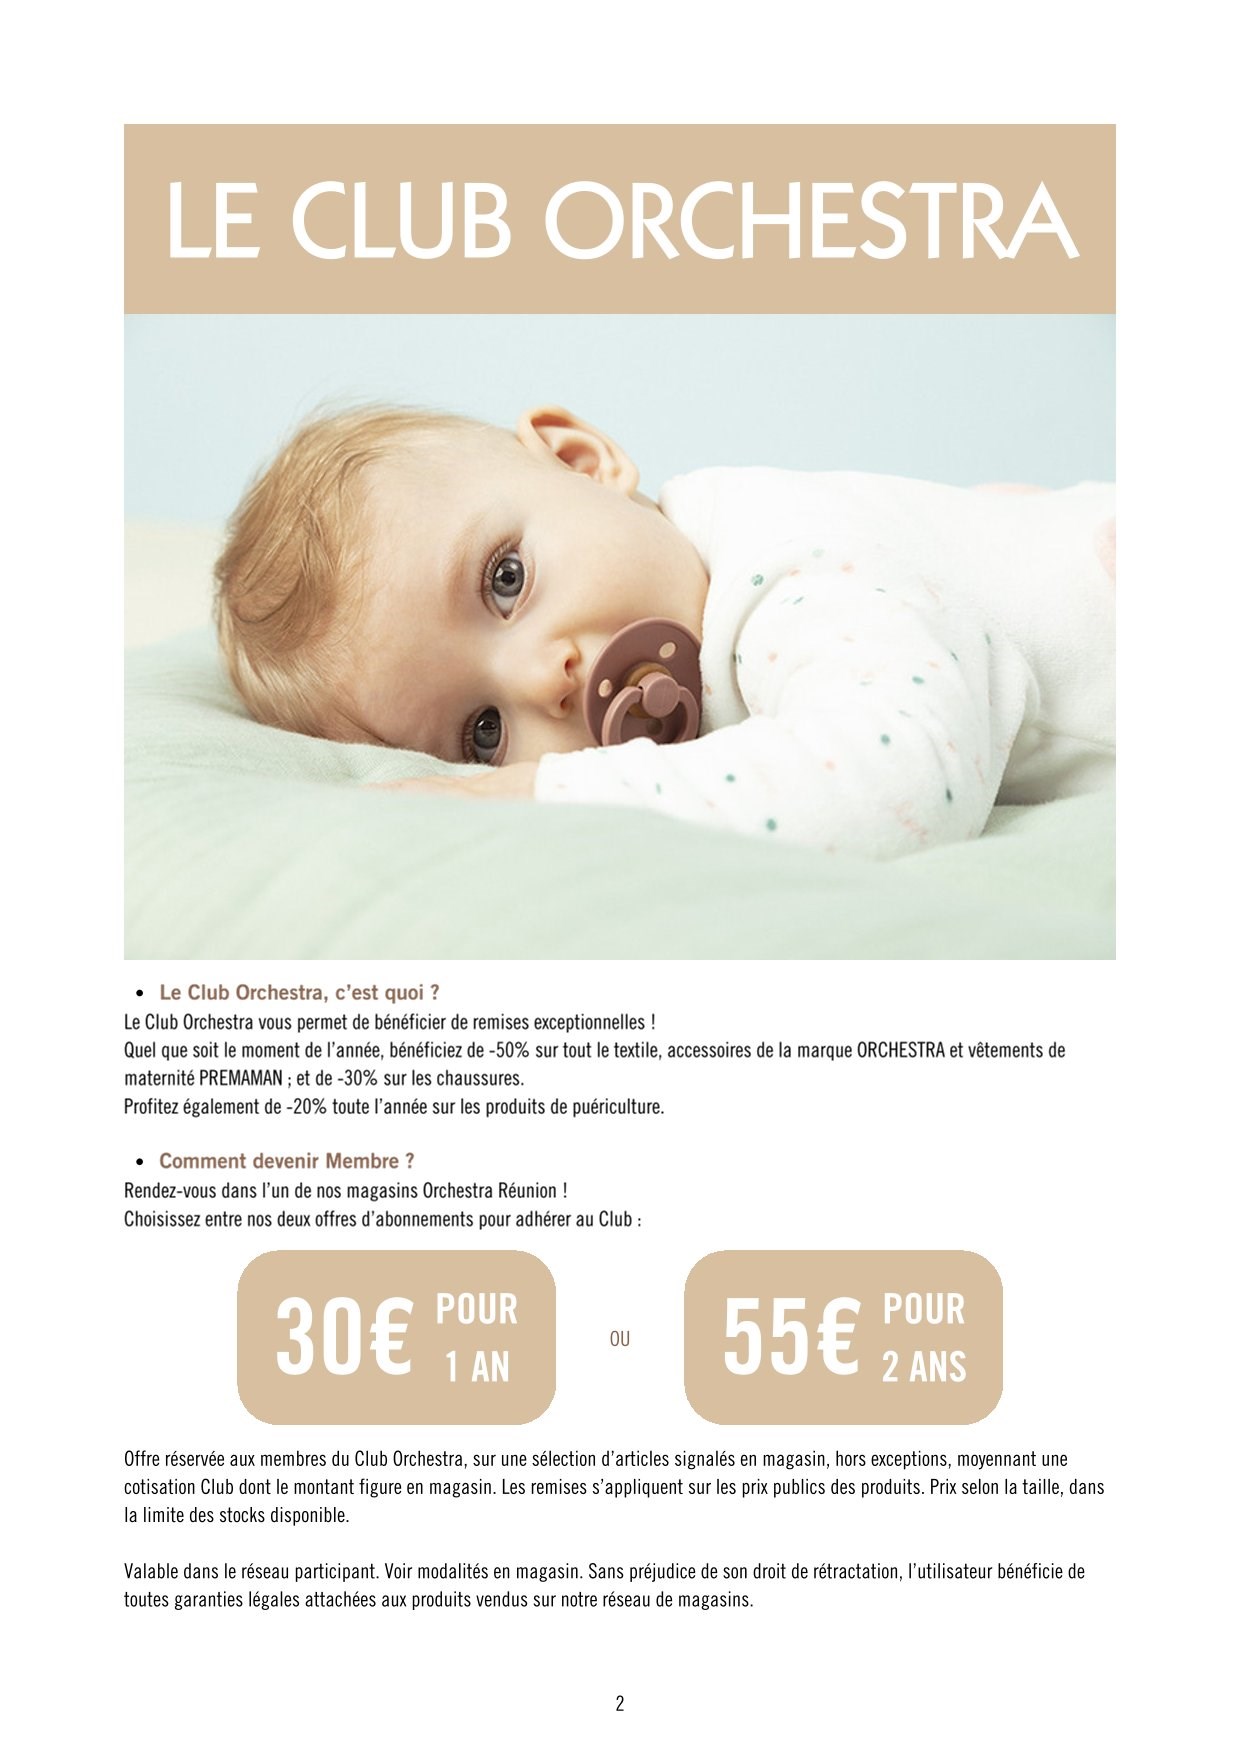 LE CLUB ORCHESTRA
• Le Club Orchestra, c’est quoi ?
Le Club Orchestra vous permet de bénéficier de remises exceptionnelles !
Quel que soit le moment de l’année, bénéficiez de -50% sur tout le textile, accessoires de la marque ORCHESTRA et vêtements de
maternité PREMAMAN ; et de -30% sur les chaussures.
Profitez également de -20% toute l’année sur les produits de puériculture.
• Comment devenir Membre ?
Rendez-vous dans l’un de nos magasins Orchestra Réunion !
Choisissez entre nos deux offres d’abonnements pour adhérer au Club :
30€ POUR
1 AN
OU
55€ POUR
2 ANS
Offre réservée aux membres du Club Orchestra, sur une sélection d’articles signalés en magasin, hors exceptions, moyennant une
cotisation Club dont le montant figure en magasin. Les remises s’appliquent sur les prix publics des produits. Prix selon la taille, dans
la limite des stocks disponible.
Valable dans le réseau participant. Voir modalités en magasin. Sans préjudice de son droit de rétractation, l’utilisateur bénéficie de
toutes garanties légales attachées aux produits vendus sur notre réseau de magasins.
2